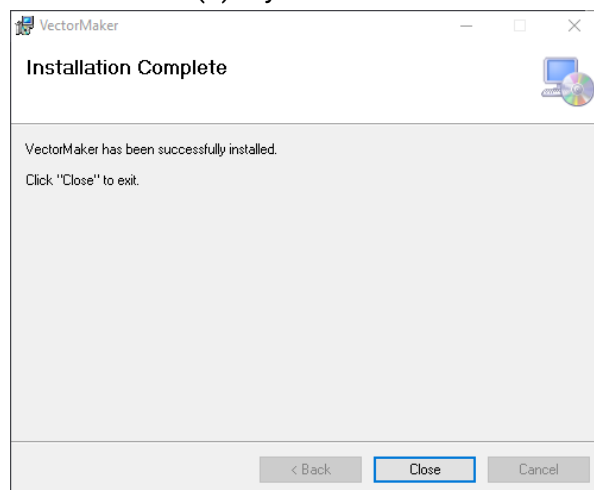 VectorMaker
Installation Complete
VectorMaker has been successfully installed.
Click "Close" to exit.
< Back
Close
Cancel